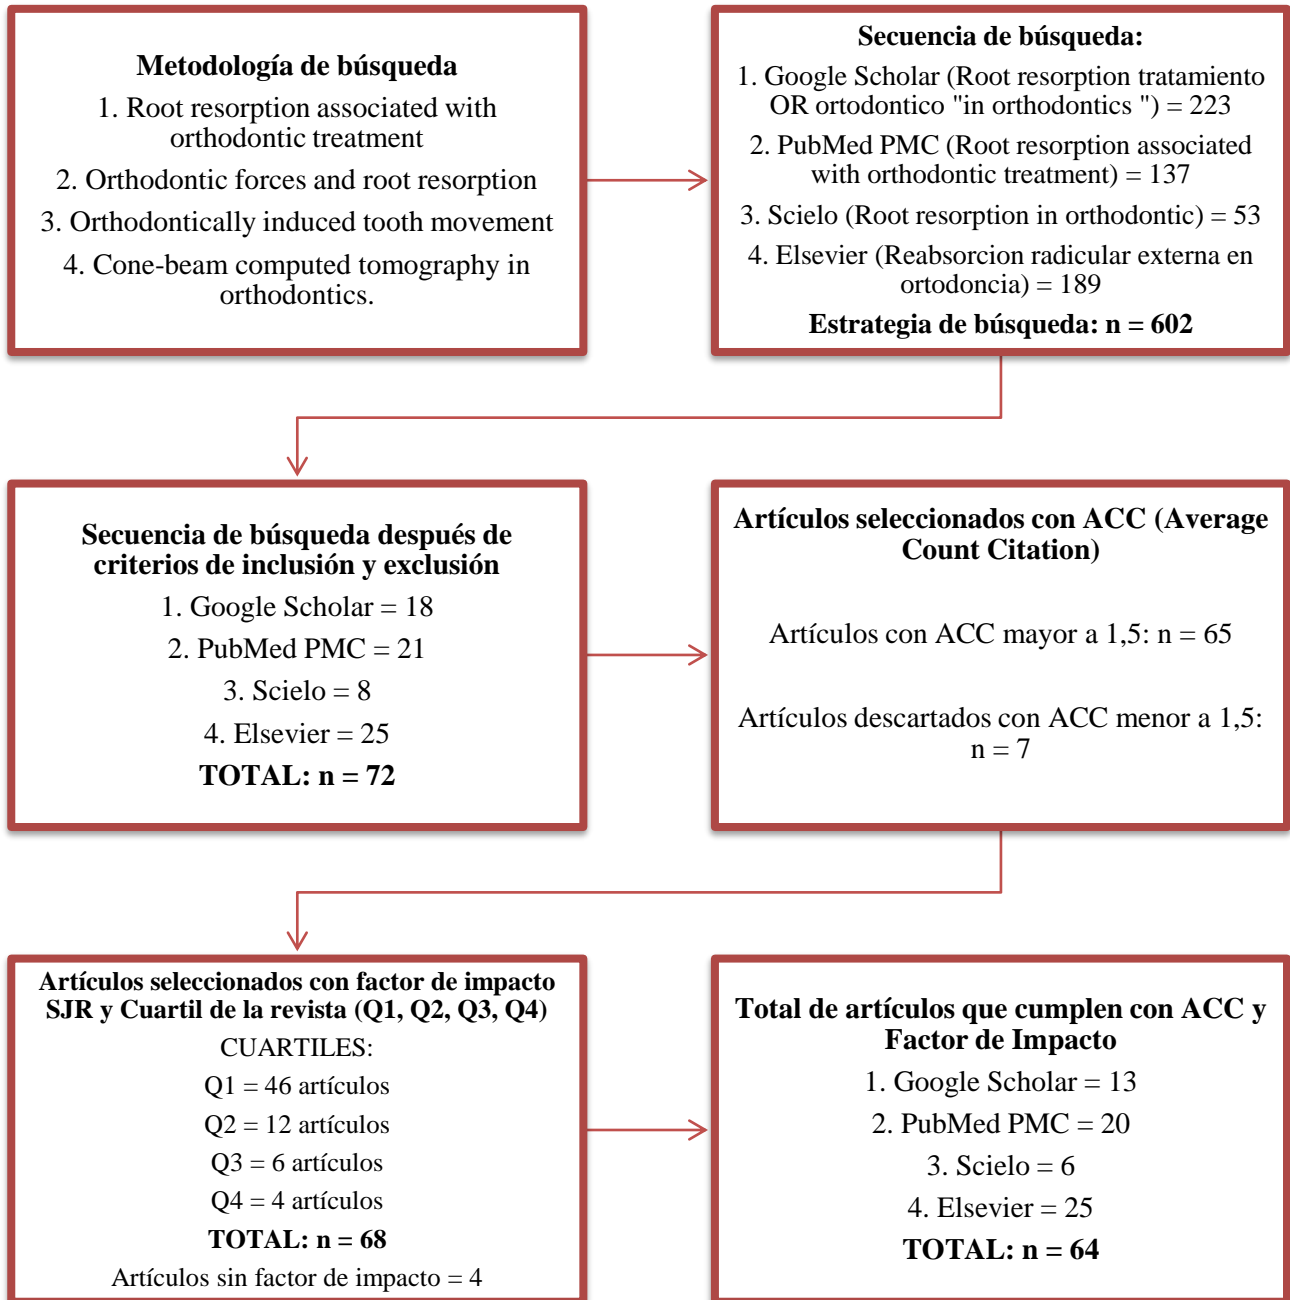 Metodología de búsqueda
1. Root resorption associated with
orthodontic treatment
2. Orthodontic forces and root resorption
3. Orthodontically induced tooth movement
4. Cone-beam computed tomography in
orthodontics.
Secuencia de búsqueda:
1. Google Scholar (Root resorption tratamiento
OR ortodontico "in orthodontics ") = 223
2. PubMed PMC (Root resorption associated
with orthodontic treatment) = 137
3. Scielo (Root resorption in orthodontic) = 53
4. Elsevier (Reabsorcion radicular externa en
ortodoncia) = 189
Estrategia de búsqueda: n = 602
Secuencia de búsqueda después de
criterios de inclusión y exclusión
1. Google Scholar = 18
2. PubMed PMC = 21
3. Scielo = 8
4. Elsevier = 25
TOTAL: n = 72
Artículos seleccionados con ACC (Average
Count Citation)
Artículos con ACC mayor a 1,5: n = 65
Artículos descartados con ACC menor a 1,5:
n = 7
Artículos seleccionados con factor de impacto
SJR y Cuartil de la revista (Q1, Q2, Q3, Q4)
CUARTILES:
Q1 = 46 artículos
Q2 = 12 artículos
Q3 = 6 artículos
Q4 = 4 artículos
TOTAL: n = 68
Artículos sin factor de impacto = 4
Total de artículos que cumplen con ACC y
Factor de Impacto
1. Google Scholar = 13
2. PubMed PMC = 20
3. Scielo = 6
4. Elsevier = 25
TOTAL: n = 64